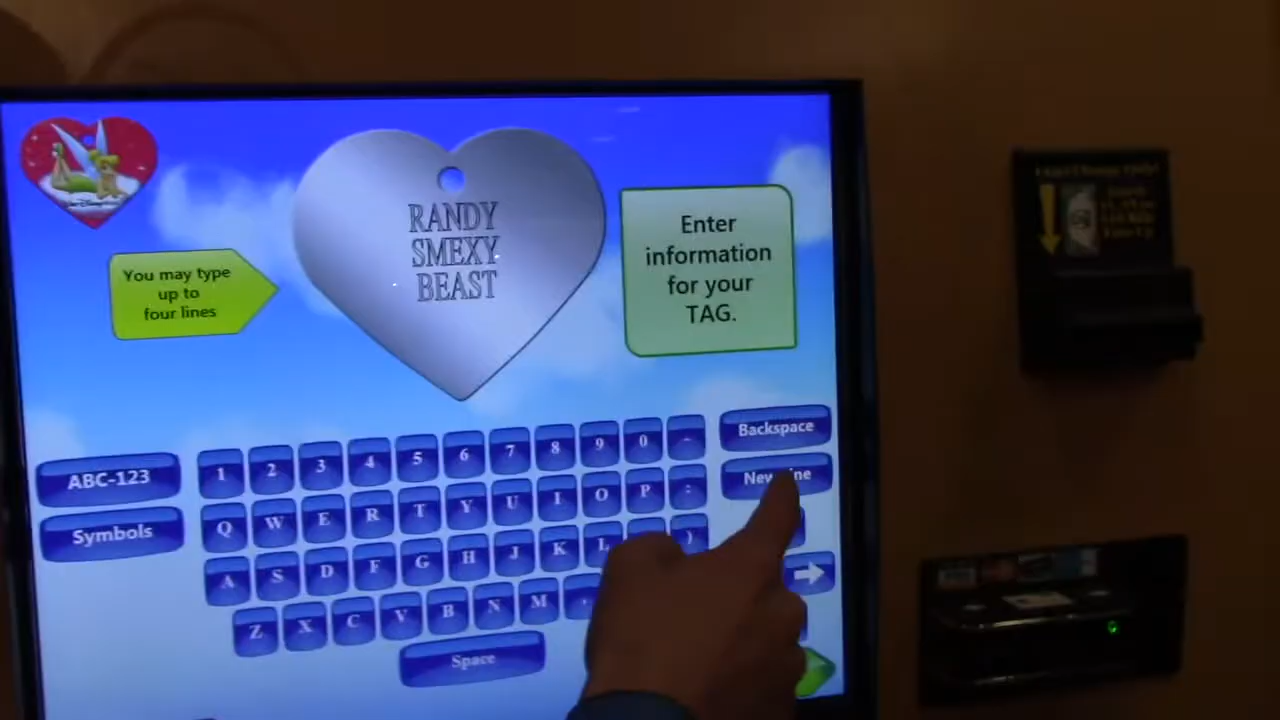 RANDY
SMEXY
BEAST
You may type
up to
four lines
Enter
information
for your
TAG.
Backspace
ABC-123
1 2 3 4 5 6 7 8 9 0 -
Symbols
Q W E R T Y U I O P :
A S D F G H J K L )
Z X C V B N M
Space